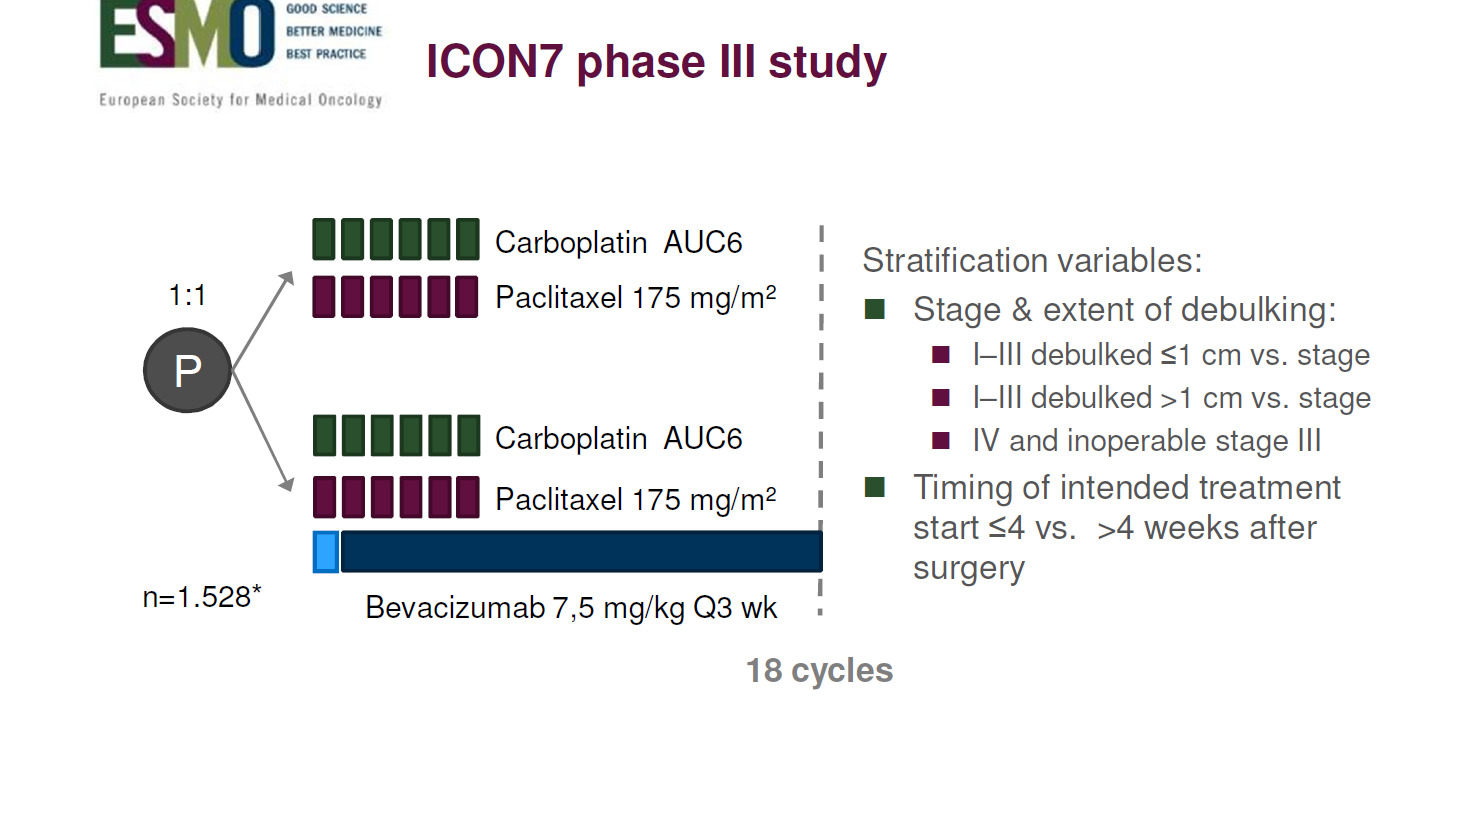 ESMO
GOOD SCIENCE
BETTER MEDICINE
BEST PRACTICE
European Society for Medical Oncology
ICON7 phase III study
1:1
P
n=1.528*
Carboplatin AUC6
Paclitaxel 175 mg/m²
Carboplatin AUC6
Paclitaxel 175 mg/m²
Bevacizumab 7,5 mg/kg Q3 wk
18 cycles
Stratification variables:
Stage & extent of debulking:
I–III debulked ≤1 cm vs. stage
I–III debulked >1 cm vs. stage
IV and inoperable stage III
Timing of intended treatment
start ≤4 vs. >4 weeks after
surgery